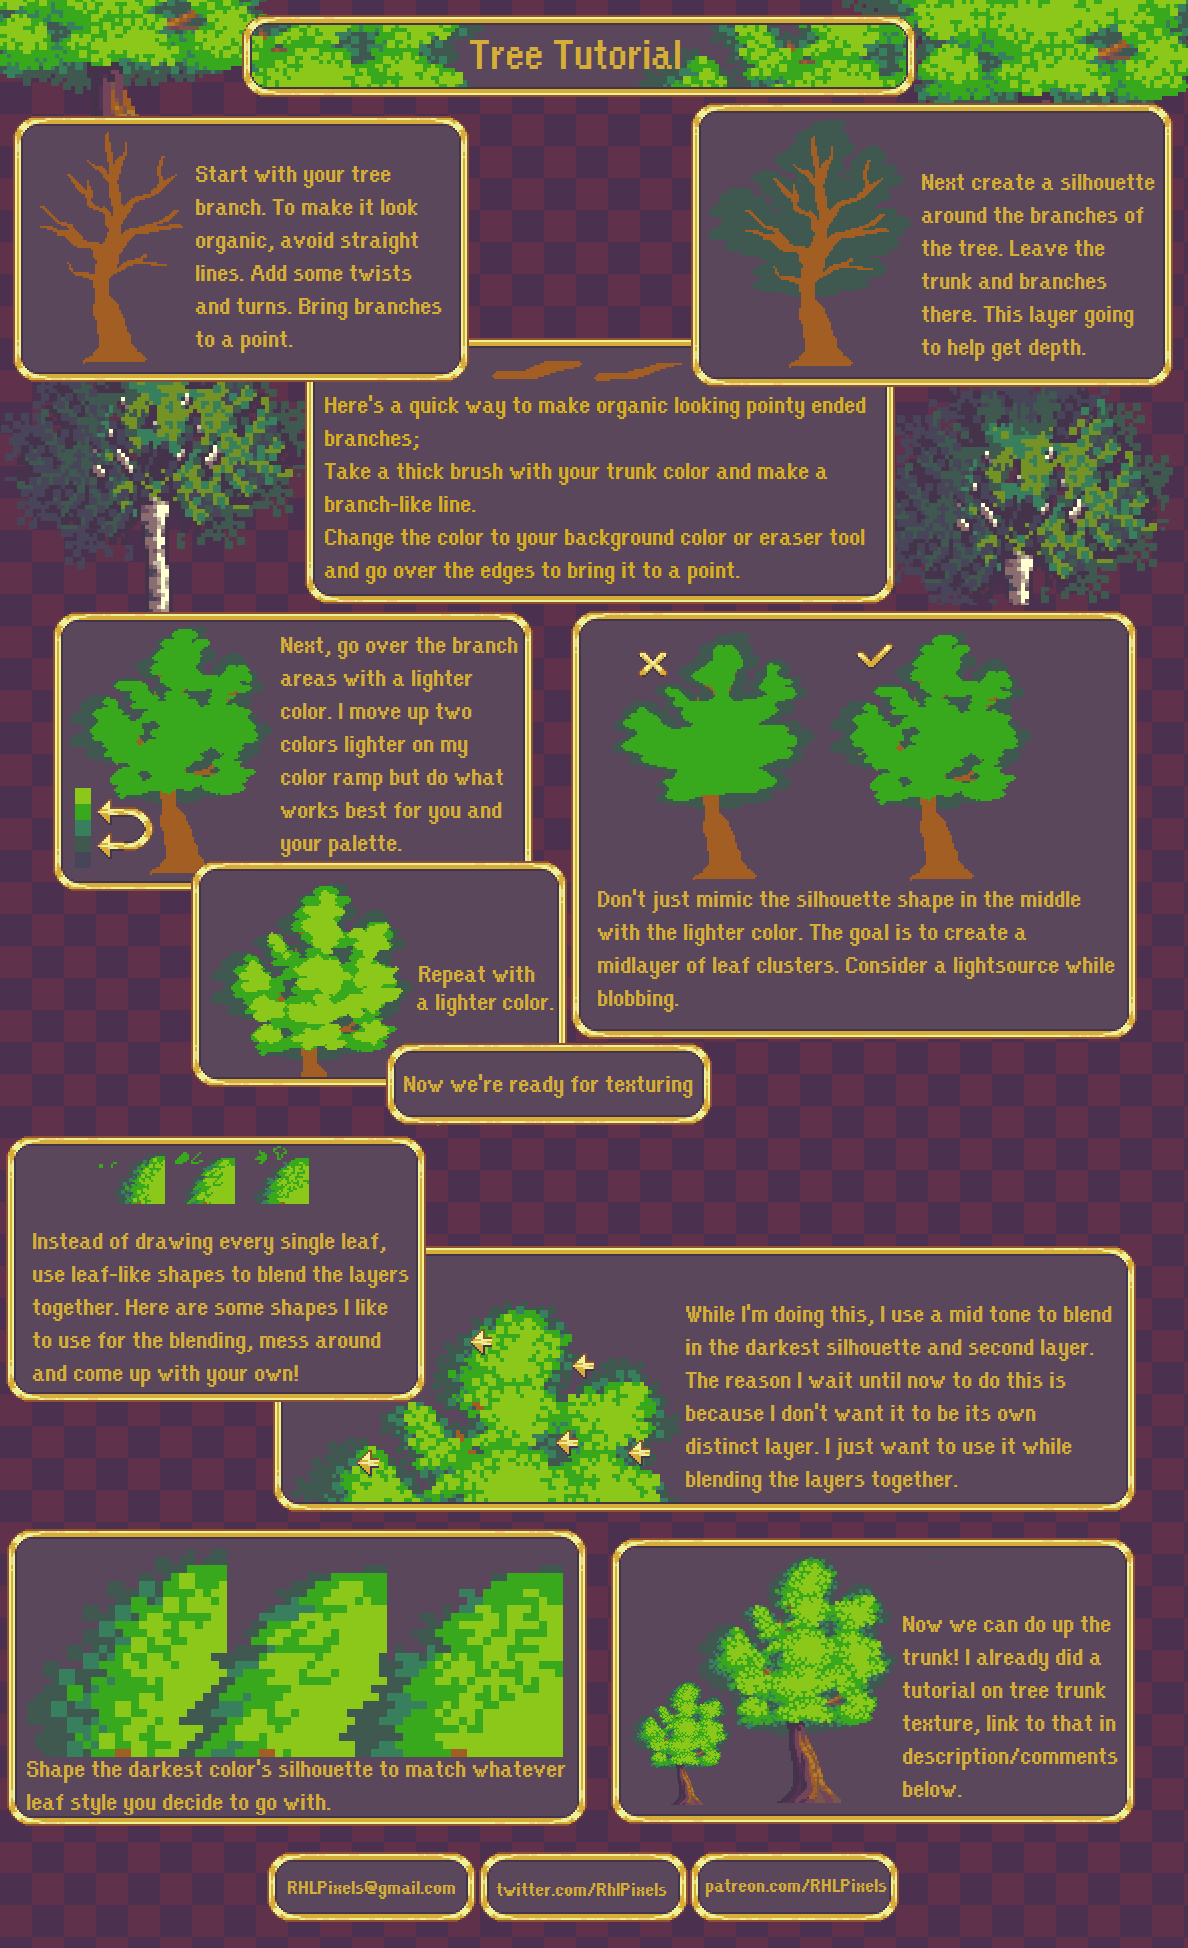 Tree Tutorial
Start with your tree
branch. To make it look
organic, avoid straight
lines. Add some twists
and turns. Bring branches
to a point.
Next create a silhouette
around the branches of
the tree. Leave the
trunk and branches
there. This layer going
to help get depth.
Here's a quick way to make organic looking pointy ended
branches;
Take a thick brush with your trunk color and make a
branch-like line.
Change the color to your background color or eraser tool
and go over the edges to bring it to a point.
Next, go over the branch
areas with a lighter
color. I move up two
colors lighter on my
color ramp but do what
works best for you and
your palette.
Don't just mimic the silhouette shape in the middle
with the lighter color. The goal is to create a
midlayer of leaf clusters. Consider a lightsource while
blobbing.
Repeat with
a lighter color.
Now we're ready for texturing
Instead of drawing every single leaf,
use leaf-like shapes to blend the layers
together. Here are some shapes I like
to use for the blending, mess around
and come up with your own!
While I'm doing this, I use a mid tone to blend
in the darkest silhouette and second layer.
The reason I wait until now to do this is
because I don't want it to be its own
distinct layer. I just want to use it while
blending the layers together.
Shape the darkest color's silhouette to match whatever
leaf style you decide to go with.
Now we can do up the
trunk! I already did a
tutorial on tree trunk
texture, link to that in
description/comments
below.
RHLPixels@gmail.com
twitter.com/RhlPixels
patreon.com/RHLPixels